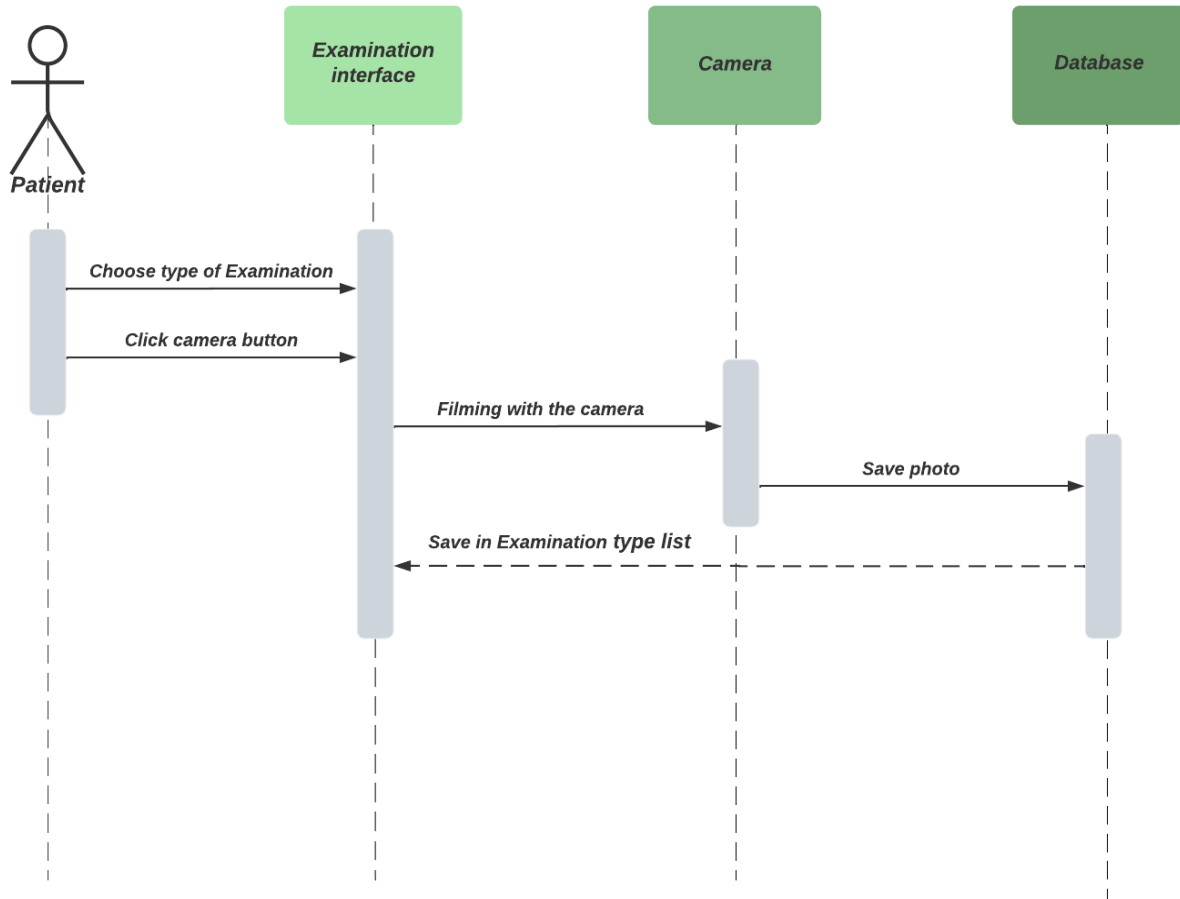 Examination
interface
Camera
Database
Patient
Choose type of Examination
Click camera button
Filming with the camera
Save photo
Save in Examination type list